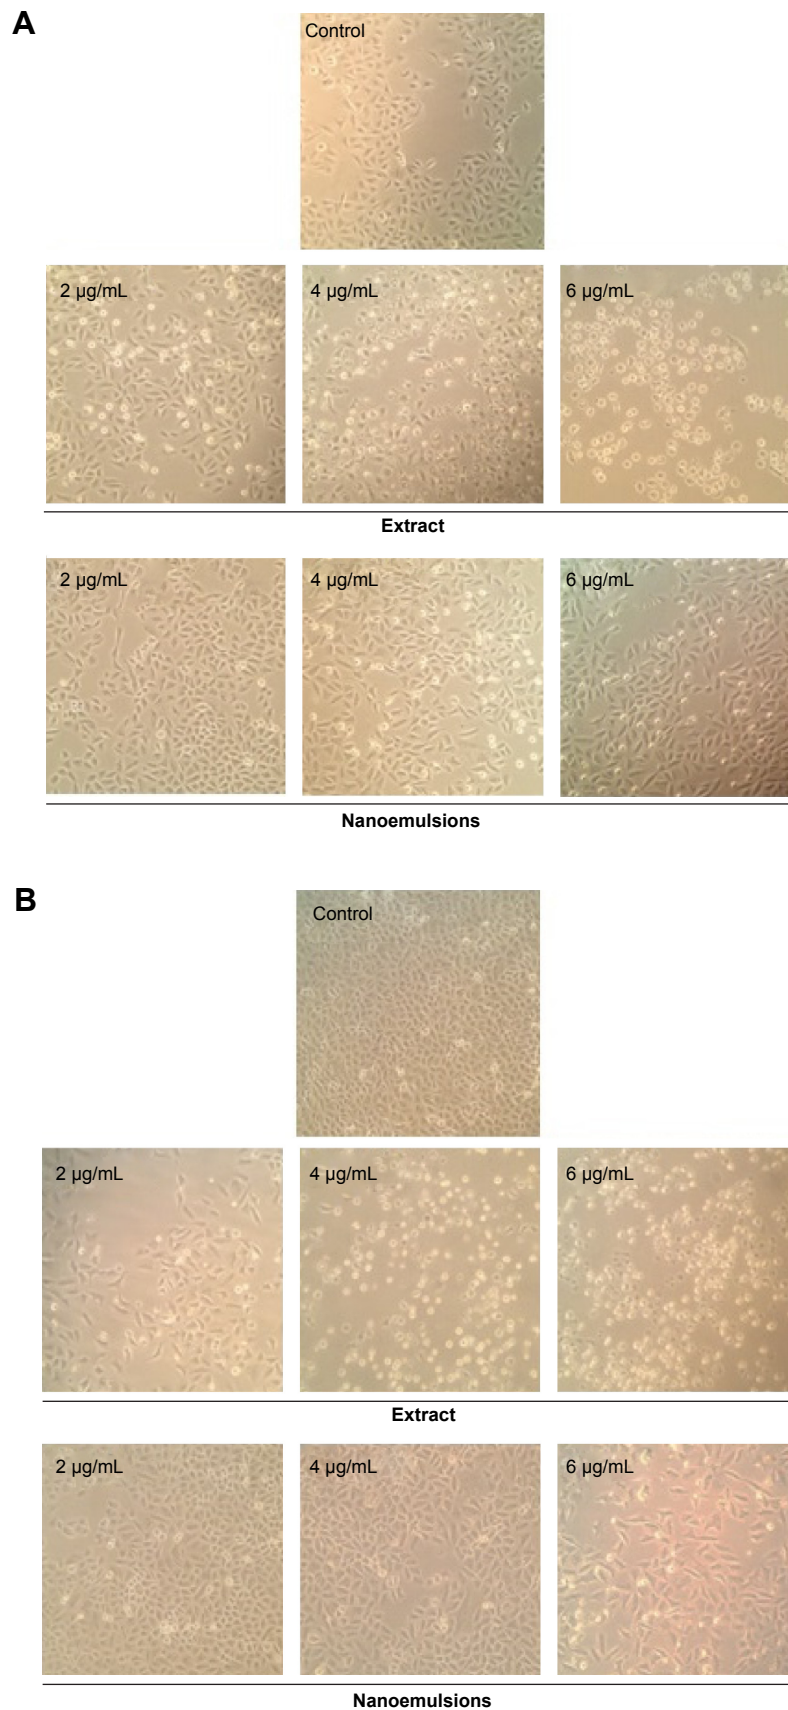 A
Control
2 µg/mL
4 µg/mL
6 µg/mL
Extract
2 µg/mL
4 µg/mL
6 µg/mL
Nanoemulsions
B
Control
2 µg/mL
4 µg/mL
6 µg/mL
Extract
2 µg/mL
4 µg/mL
6 µg/mL
Nanoemulsions